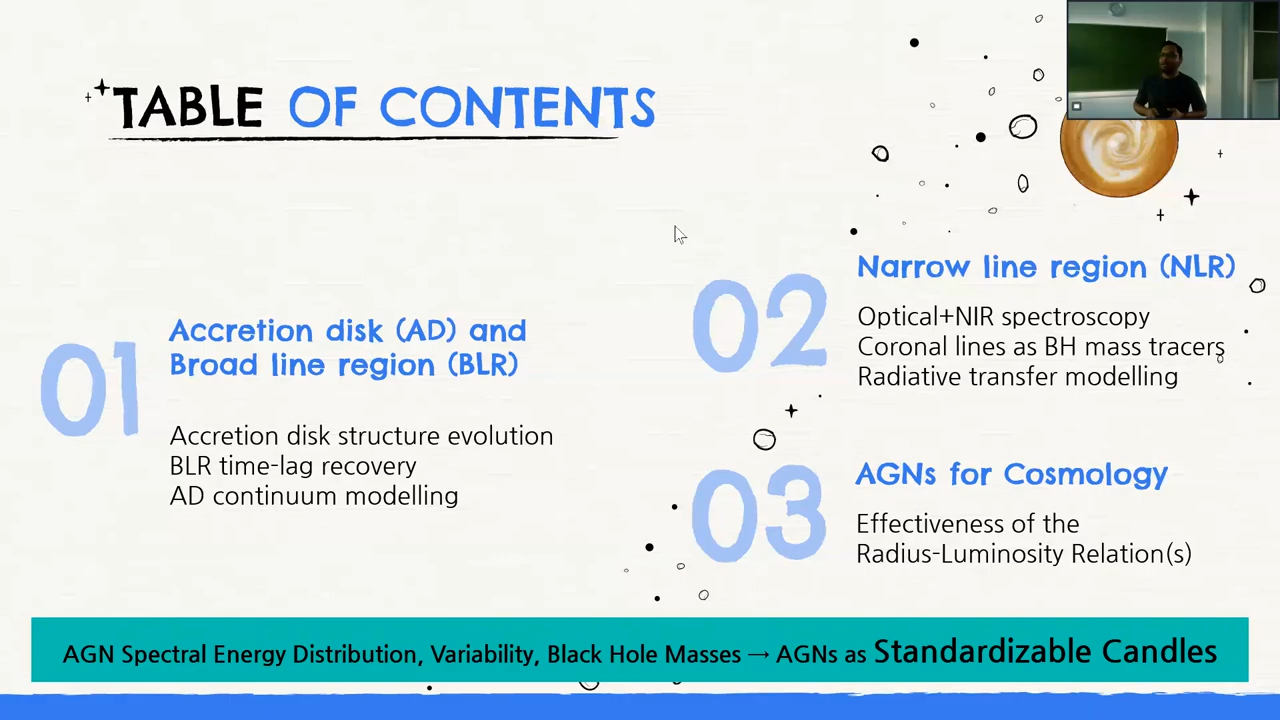 TABLE OF CONTENTS
01
Accretion disk (AD) and
Broad line region (BLR)
Accretion disk structure evolution
BLR time-lag recovery
AD continuum modelling
02
Narrow line region (NLR)
Optical+NIR spectroscopy
Coronal lines as BH mass tracers
Radiative transfer modelling
03
AGNs for Cosmology
Effectiveness of the
Radius-Luminosity Relation(s)
AGN Spectral Energy Distribution, Variability, Black Hole Masses → AGNs as Standardizable Candles